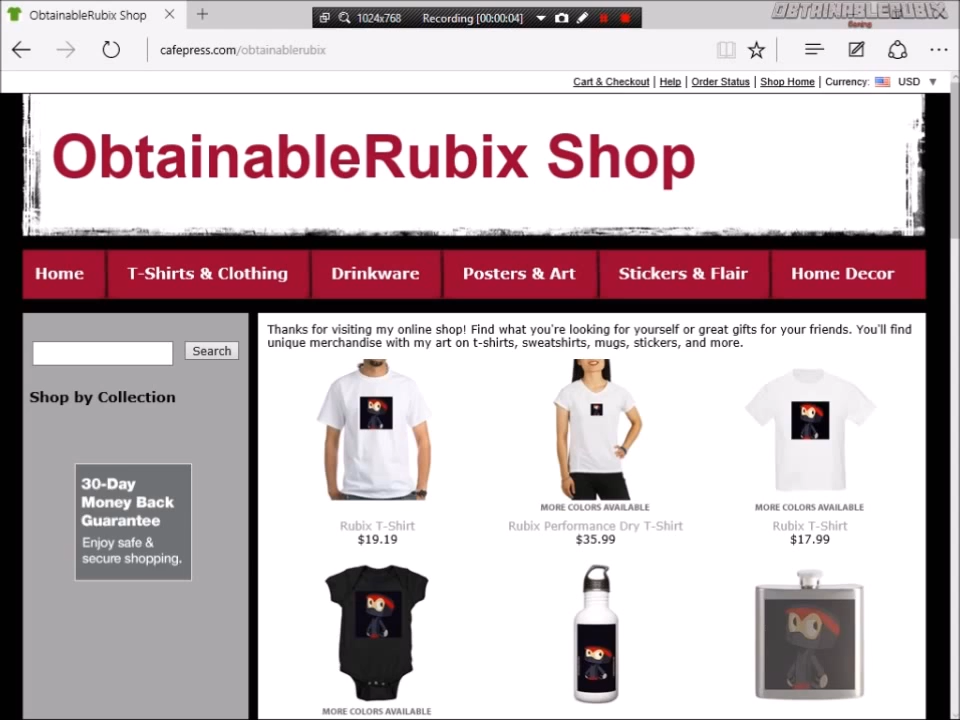 ObtainableRubix Shop
1024x768
Recording [00:00:04]
OBTAINABLERUBIX
Gaming
cafepress.com/obtainablerubix
Cart & Checkout | Help | Order Status | Shop Home | Currency: USD
ObtainableRubix Shop
Home
T-Shirts & Clothing
Drinkware
Posters & Art
Stickers & Flair
Home Decor
Search
Shop by Collection
30-Day
Money Back
Guarantee
Enjoy safe &
secure shopping.
Thanks for visiting my online shop! Find what you're looking for yourself or great gifts for your friends. You'll find
unique merchandise with my art on t-shirts, sweatshirts, mugs, stickers, and more.
Rubix T-Shirt
$19.19
MORE COLORS AVAILABLE
Rubix Performance Dry T-Shirt
$35.99
MORE COLORS AVAILABLE
Rubix T-Shirt
$17.99
MORE COLORS AVAILABLE